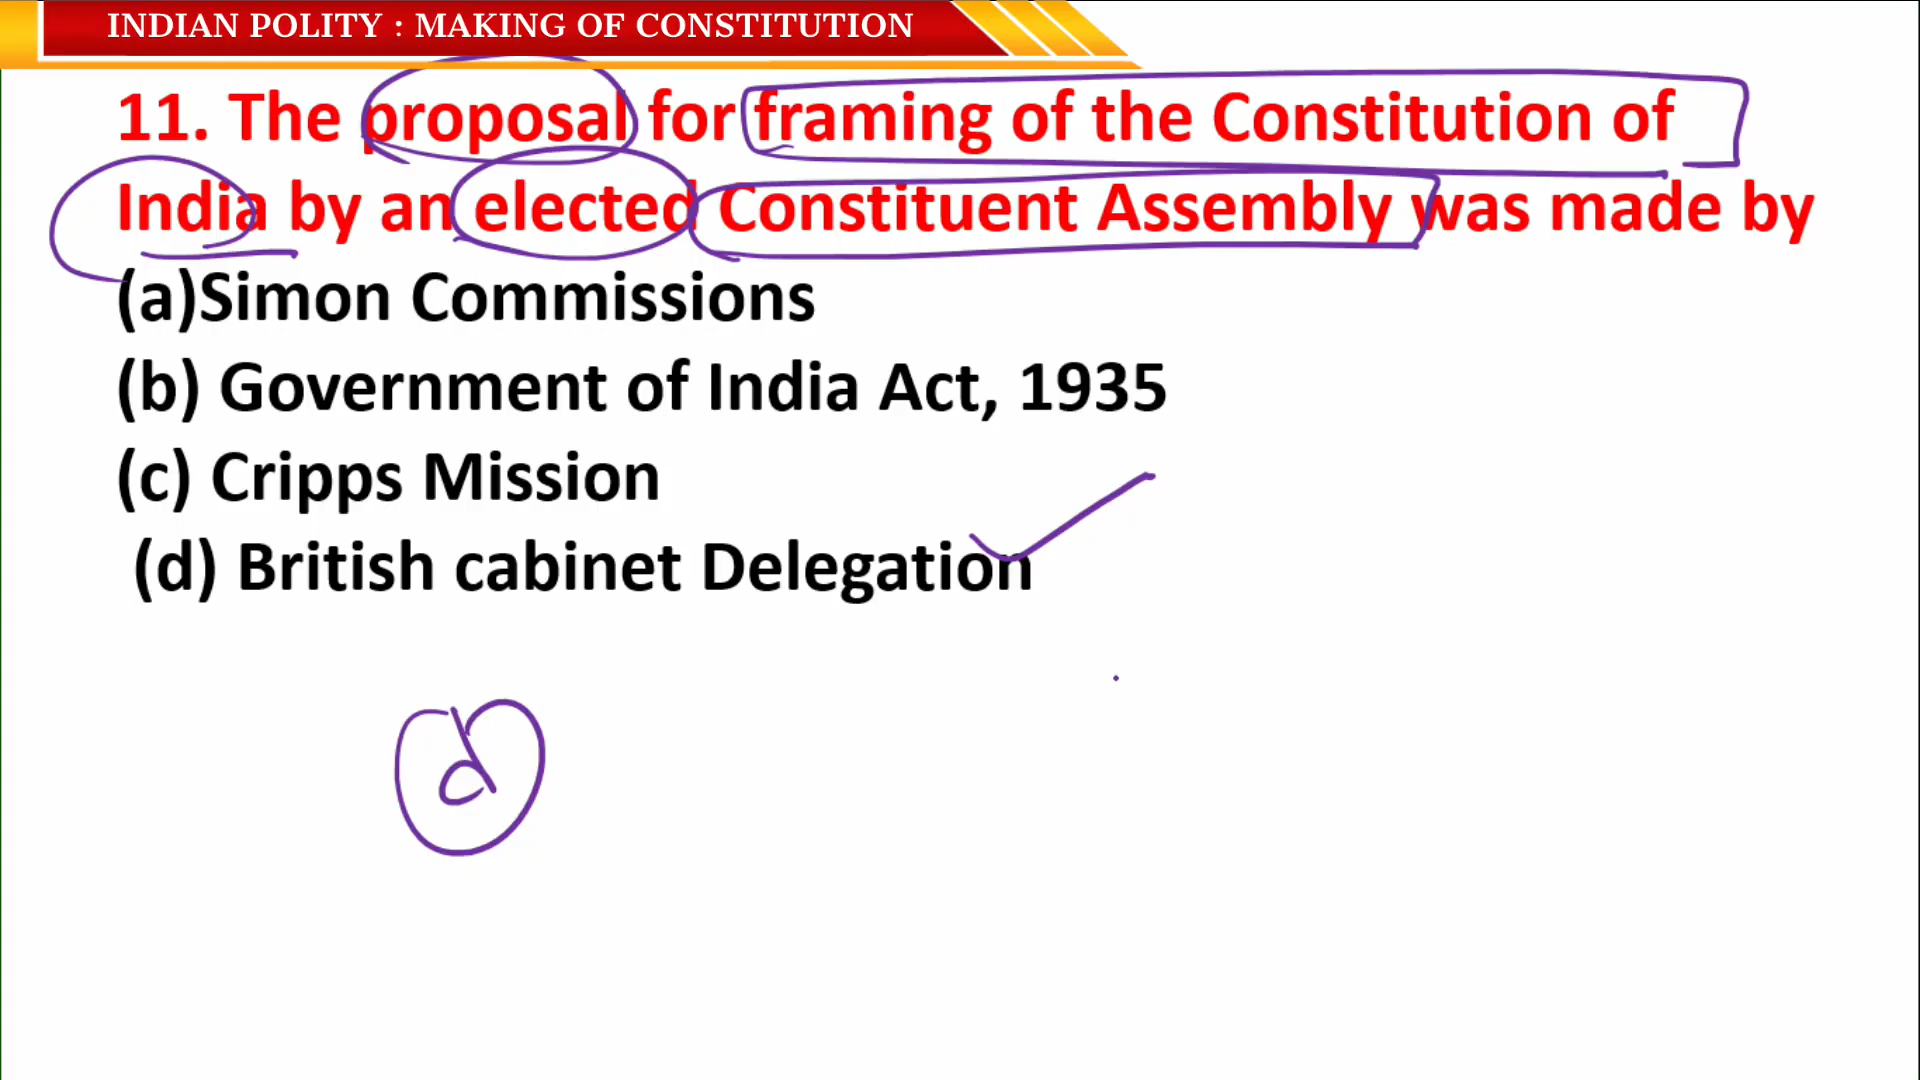 INDIAN POLITY : MAKING OF CONSTITUTION
11. The proposal for framing of the Constitution of
India by an elected Constituent Assembly was made by
(a)Simon Commissions
(b) Government of India Act, 1935
(c) Cripps Mission
(d) British cabinet Delegation
d